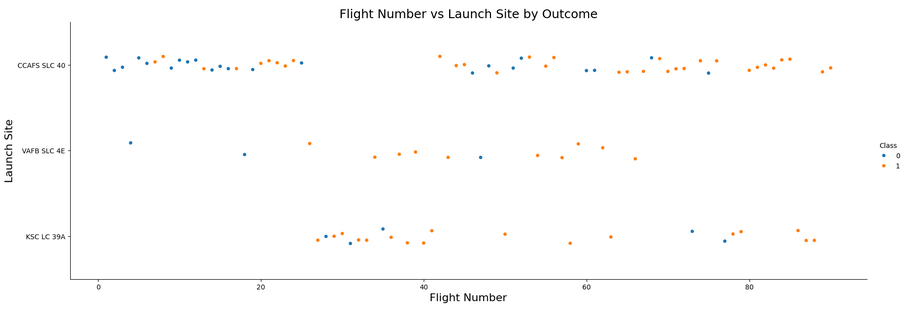 Flight Number vs Launch Site by Outcome
Launch Site
CCAFS SLC 40
VAFB SLC 4E
KSC LC 39A
0 20 40 60 80
Flight Number
Class
0
1